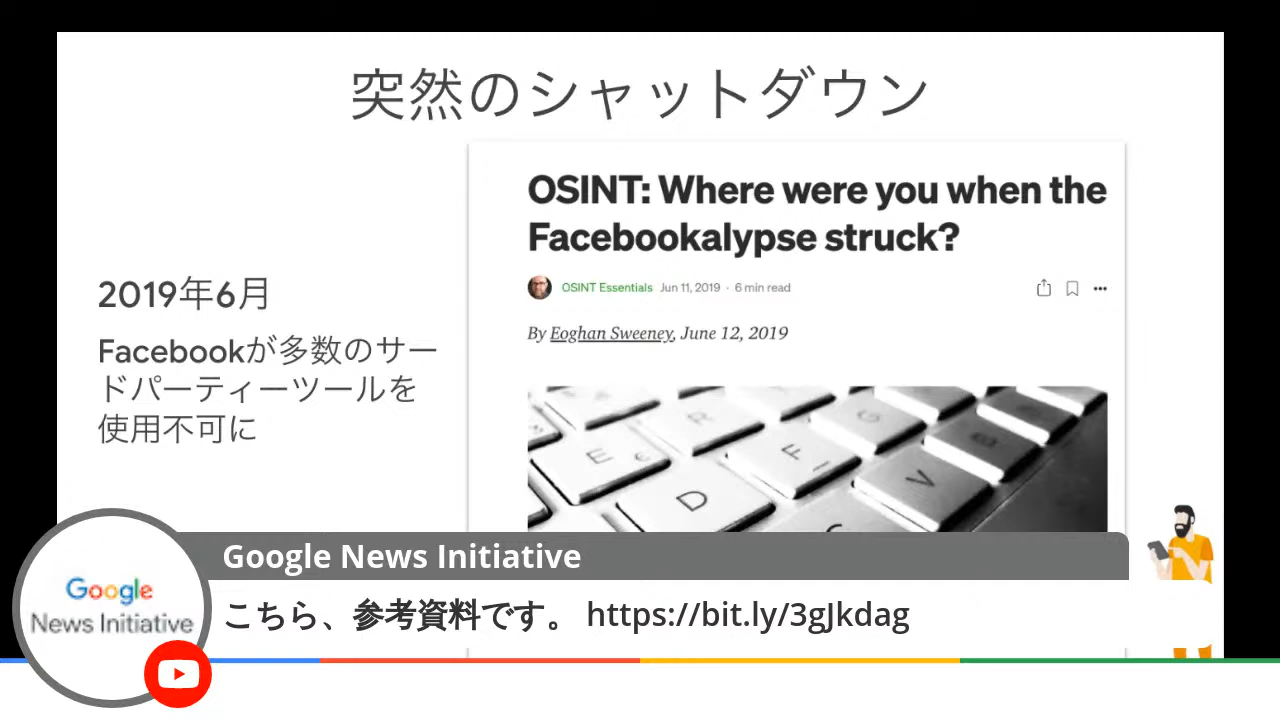 突然のシャットダウン
2019年6月
Facebookが多数のサー
ドパーティーツールを
使用不可に
OSINT: Where were you when the
Facebookalypse struck?
OSINT Essentials Jun 11, 2019 · 6 min read
By Eoghan Sweeney, June 12, 2019
E €
R
D
F
G
V
B
C
Google News Initiative
こちら、参考資料です。 https://bit.ly/3gJkdag
Google
News Initiative